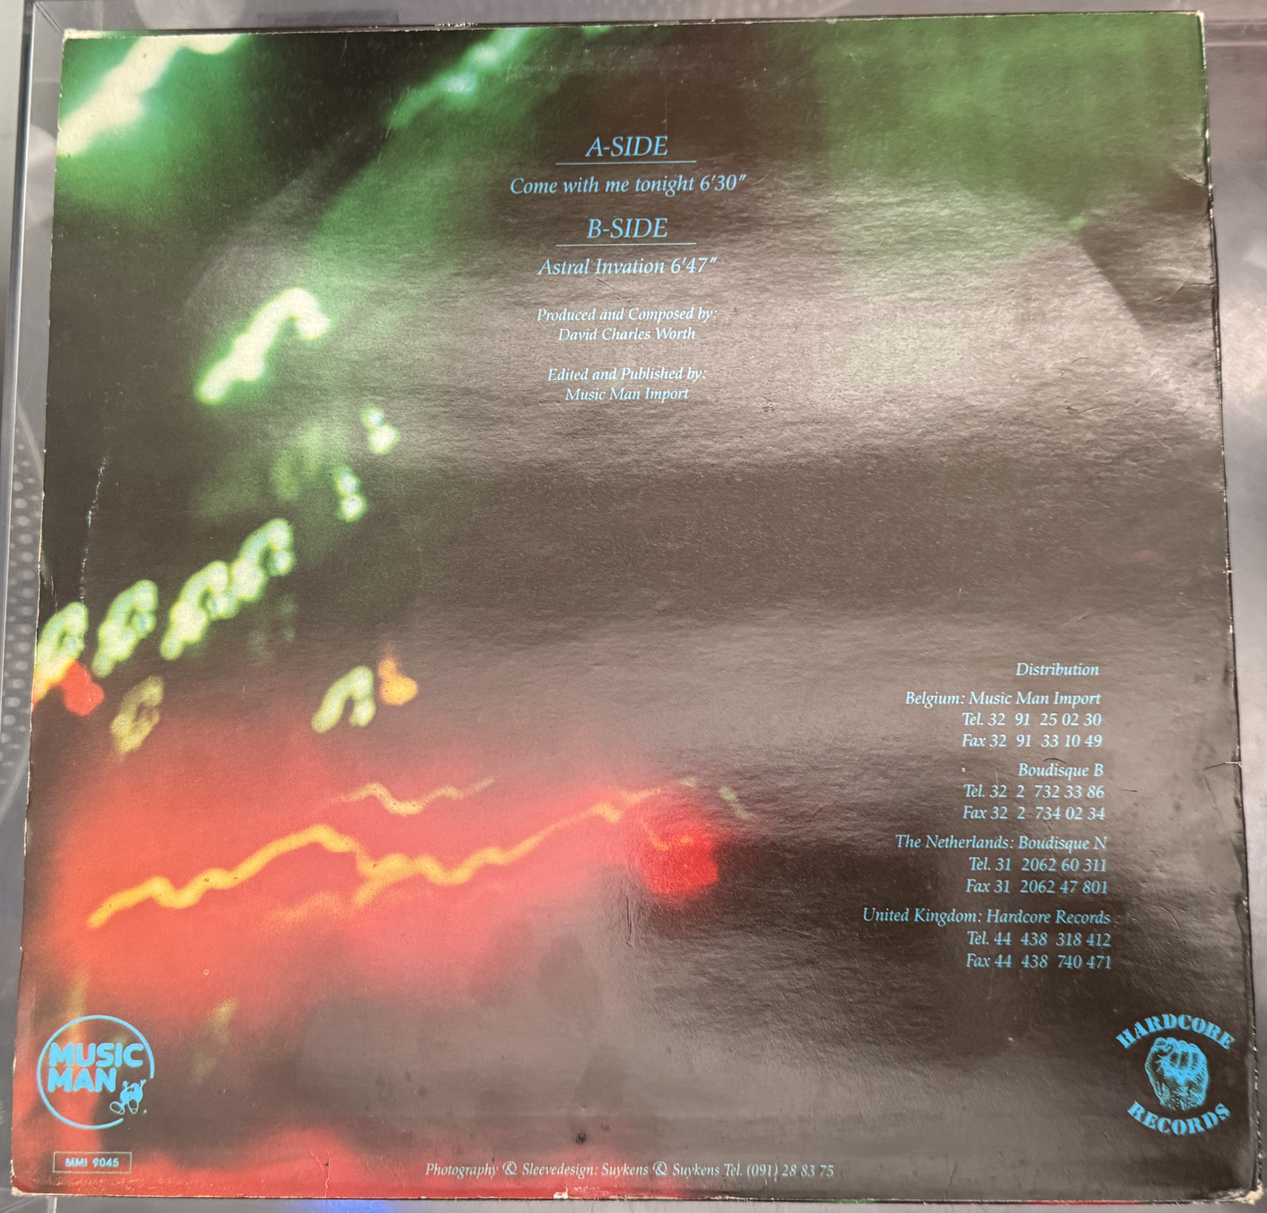 A-SIDE
Come with me tonight 6'30"
B-SIDE
Astral Invation 6'47"
Produced and Composed by:
David Charles Worth
Edited and Published by:
Music Man Import
Distribution
Belgium: Music Man Import
Tel. 32 91 25 02 30
Fax 32 91 33 10 49
Boudisque B
Tel. 32 2 732 33 86
Fax 32 2 734 02 34
The Netherlands: Boudisque N
Tel. 31 2062 60 311
Fax 31 2062 47 801
United Kingdom: Hardcore Records
Tel. 44 438 318 412
Fax 44 438 740 471
MUSIC
MAN
HARDCORE
RECORDS
MMI 9045
Photography & Sleevedesign: Suykens & Suykens Tel. (091) 28 83 75